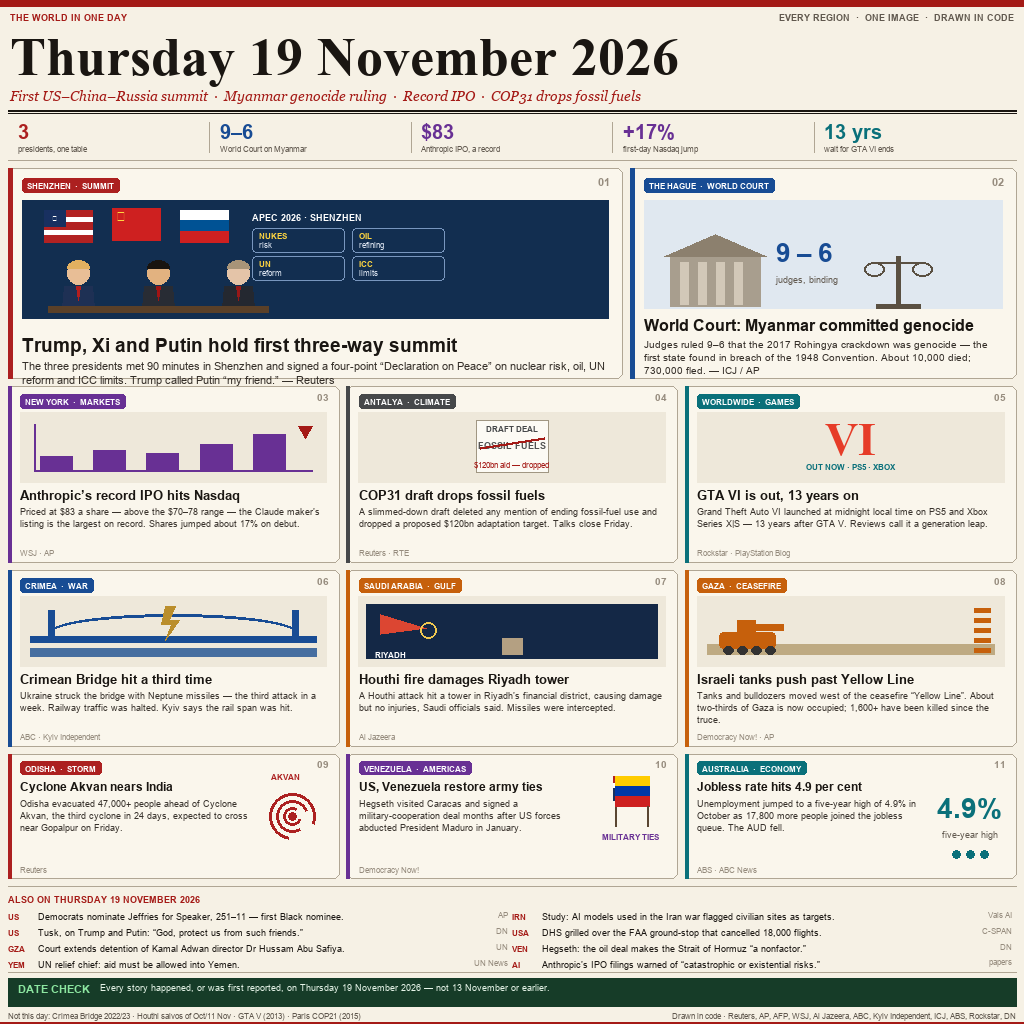 THE WORLD IN ONE DAY
EVERY REGION · ONE IMAGE · DRAWN IN CODE
Thursday 19 November 2026
First US–China–Russia summit · Myanmar genocide ruling · Record IPO · COP31 drops fossil fuels
3
presidents, one table
9–6
World Court on Myanmar
$83
Anthropic IPO, a record
+17%
first-day Nasdaq jump
13 yrs
wait for GTA VI ends
SHENZHEN · SUMMIT
01
APEC 2026 · SHENZHEN
NUKES
risk
OIL
refining
UN
reform
ICC
limits
Trump, Xi and Putin hold first three-way summit
The three presidents met 90 minutes in Shenzhen and signed a four-point “Declaration on Peace” on nuclear risk, oil, UN
reform and ICC limits. Trump called Putin “my friend.” — Reuters
THE HAGUE · WORLD COURT
02
9 – 6
judges, binding
World Court: Myanmar committed genocide
Judges ruled 9–6 that the 2017 Rohingya crackdown was genocide — the
first state found in breach of the 1948 Convention. About 10,000 died;
730,000 fled. — ICJ / AP
NEW YORK · MARKETS
03
Anthropic’s record IPO hits Nasdaq
Priced at $83 a share — above the $70–78 range — the Claude maker’s
listing is the largest on record. Shares jumped about 17% on debut.
WSJ · AP
ANTALYA · CLIMATE
04
DRAFT DEAL
FOSSIL FUELS
$120bn aid — dropped
COP31 draft drops fossil fuels
A slimmed-down draft deleted any mention of ending fossil-fuel use and
dropped a proposed $120bn adaptation target. Talks close Friday.
Reuters · RTE
WORLDWIDE · GAMES
05
VI
OUT NOW · PS5 · XBOX
GTA VI is out, 13 years on
Grand Theft Auto VI launched at midnight local time on PS5 and Xbox
Series X|S — 13 years after GTA V. Reviews call it a generation leap.
Rockstar · PlayStation Blog
CRIMEA · WAR
06
Crimean Bridge hit a third time
Ukraine struck the bridge with Neptune missiles — the third attack in a
week. Railway traffic was halted. Kyiv says the rail span was hit.
ABC · Kyiv Independent
SAUDI ARABIA · GULF
07
RIYADH
Houthi fire damages Riyadh tower
A Houthi attack hit a tower in Riyadh’s financial district, causing damage
but no injuries, Saudi officials said. Missiles were intercepted.
Al Jazeera
GAZA · CEASEFIRE
08
Israeli tanks push past Yellow Line
Tanks and bulldozers moved west of the ceasefire “Yellow Line”. About
two-thirds of Gaza is now occupied; 1,600+ have been killed since the
truce.
Democracy Now! · AP
ODISHA · STORM
09
AKVAN
Cyclone Akvan nears India
Odisha evacuated 47,000+ people ahead of Cyclone
Akvan, the third cyclone in 24 days, expected to cross
near Gopalpur on Friday.
Reuters
VENEZUELA · AMERICAS
10
US, Venezuela restore army ties
Hegseth visited Caracas and signed a
military-cooperation deal months after US forces
abducted President Maduro in January.
MILITARY TIES
Democracy Now!
AUSTRALIA · ECONOMY
11
Jobless rate hits 4.9 per cent
Unemployment jumped to a five-year high of 4.9% in
October as 17,800 more people joined the jobless
queue. The AUD fell.
4.9%
five-year high
ABS · ABC News
ALSO ON THURSDAY 19 NOVEMBER 2026
US Democrats nominate Jeffries for Speaker, 251–11 — first Black nominee. AP
US Tusk, on Trump and Putin: “God, protect us from such friends.” DN
GZA Court extends detention of Kamal Adwan director Dr Hussam Abu Safiya. UN
YEM UN relief chief: aid must be allowed into Yemen. UN News
IRN Study: AI models used in the Iran war flagged civilian sites as targets. Vals AI
USA DHS grilled over the FAA ground-stop that cancelled 18,000 flights. C-SPAN
VEN Hegseth: the oil deal makes the Strait of Hormuz “a nonfactor.” DN
AI Anthropic’s IPO filings warned of “catastrophic or existential risks.” papers
DATE CHECK Every story happened, or was first reported, on Thursday 19 November 2026 — not 13 November or earlier.
Not this day: Crimea Bridge 2022/23 · Houthi salvos of Oct/11 Nov · GTA V (2013) · Paris COP21 (2015)
Drawn in code · Reuters, AP, AFP, WSJ, Al Jazeera, ABC, Kyiv Independent, ICJ, ABS, Rockstar, DN